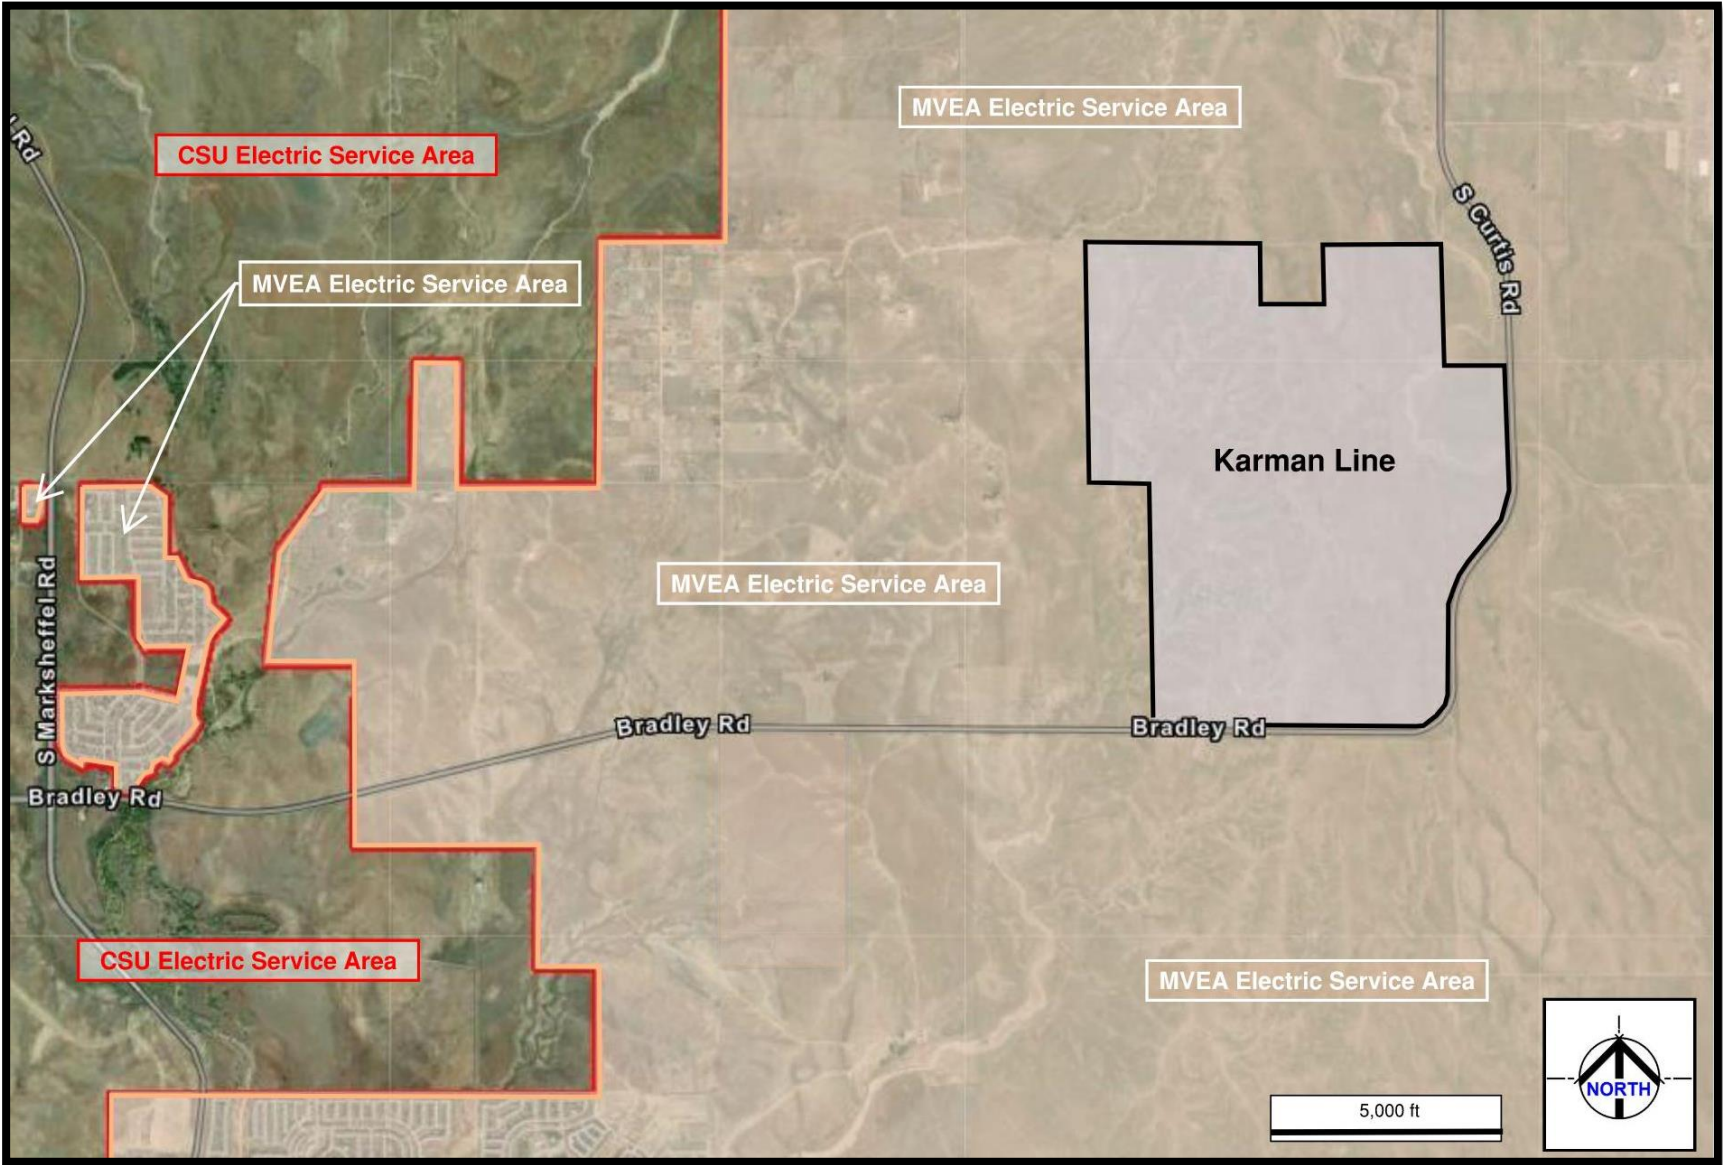 MVEA Electric Service Area
CSU Electric Service Area
Rd
S Curtis Rd
MVEA Electric Service Area
Karman Line
MVEA Electric Service Area
S Marksheffel Rd
Bradley Rd
Bradley Rd
Bradley Rd
CSU Electric Service Area
MVEA Electric Service Area
NORTH
5,000 ft